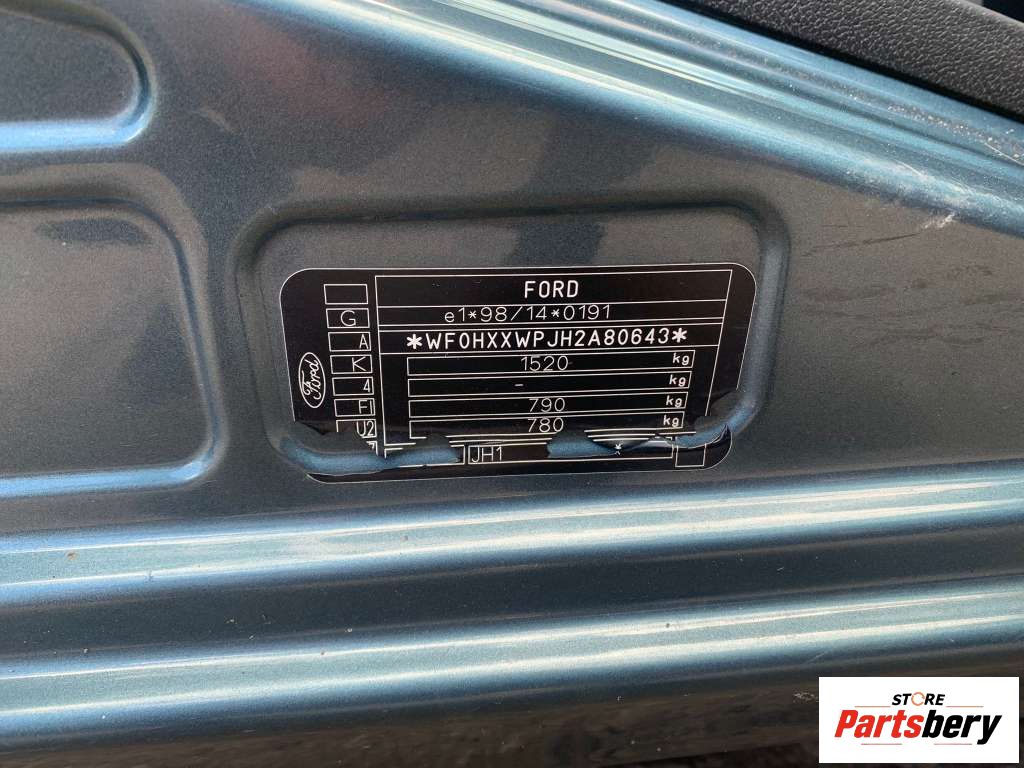 FORD
G e1*98/14*0191
A *WF0HXXWPJH2A80643*
K 1520 kg
4 - kg
F1 790 kg
U2 780 kg
JH1 *
Ford
STORE
Partsbery